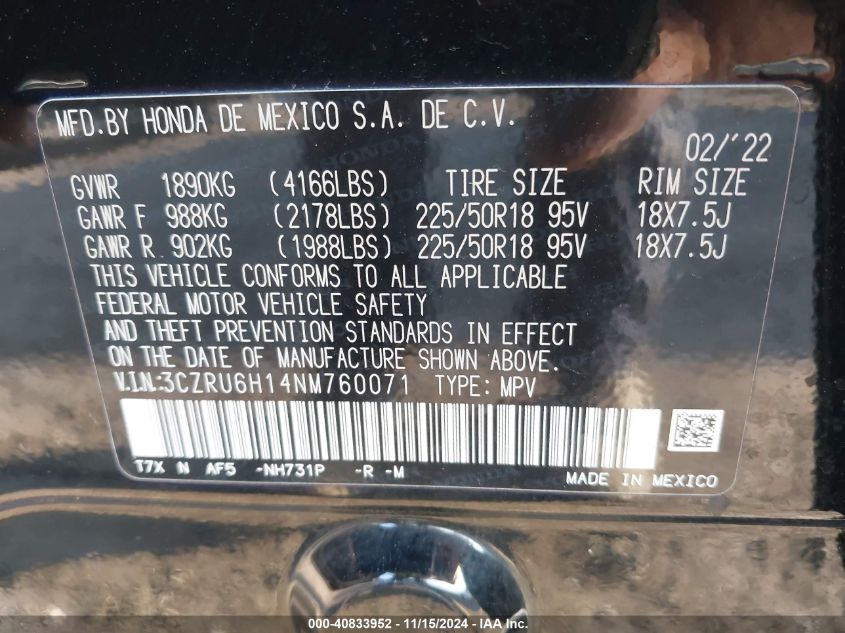 MFD.BY HONDA DE MEXICO S.A. DE C.V.
02/'22
GVWR 1890KG (4166LBS) TIRE SIZE RIM SIZE
GAWR F 988KG (2178LBS) 225/50R18 95V 18X7.5J
GAWR R 902KG (1988LBS) 225/50R18 95V 18X7.5J
THIS VEHICLE CONFORMS TO ALL APPLICABLE
FEDERAL MOTOR VEHICLE SAFETY
AND THEFT PREVENTION STANDARDS IN EFFECT
ON THE DATE OF MANUFACTURE SHOWN ABOVE.
V.I.N:3CZRU6H14NM760071 TYPE: MPV
T7X N AF5 -NH731P -R -M
MADE IN MEXICO
000-40833952 - 11/15/2024 - IAA Inc.